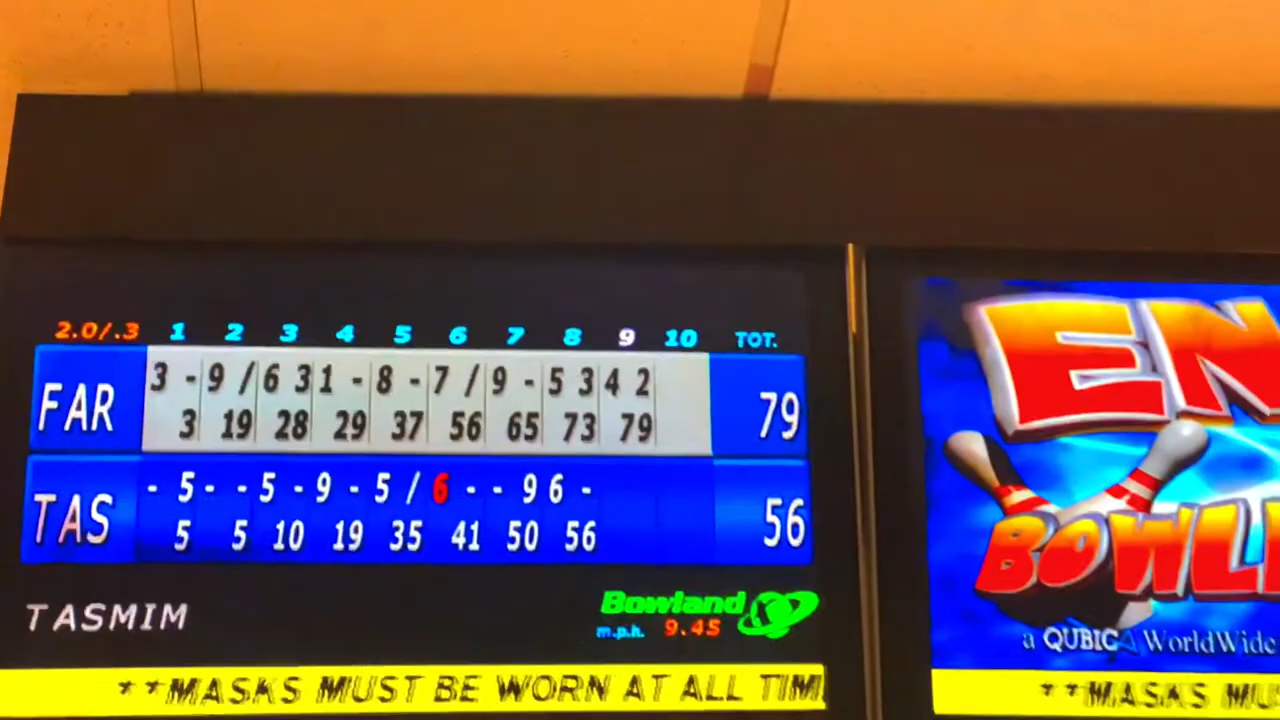 2.0/.3 1 2 3 4 5 6 7 8 9 10 TOT.
FAR 3 - 9 / 6 3 1 - 8 - 7 / 9 - 5 3 4 2 79
3 19 28 29 37 56 65 73 79
TAS - 5 - - 5 - 9 - 5 / 6 - - 9 6 - 56
5 5 10 19 35 41 50 56
TASMIM
Bowland
m.p.h. 9.45
**MASKS MUST BE WORN AT ALL TIM
EN
BOWL
a QUBICA WorldWide
**MASKS MU